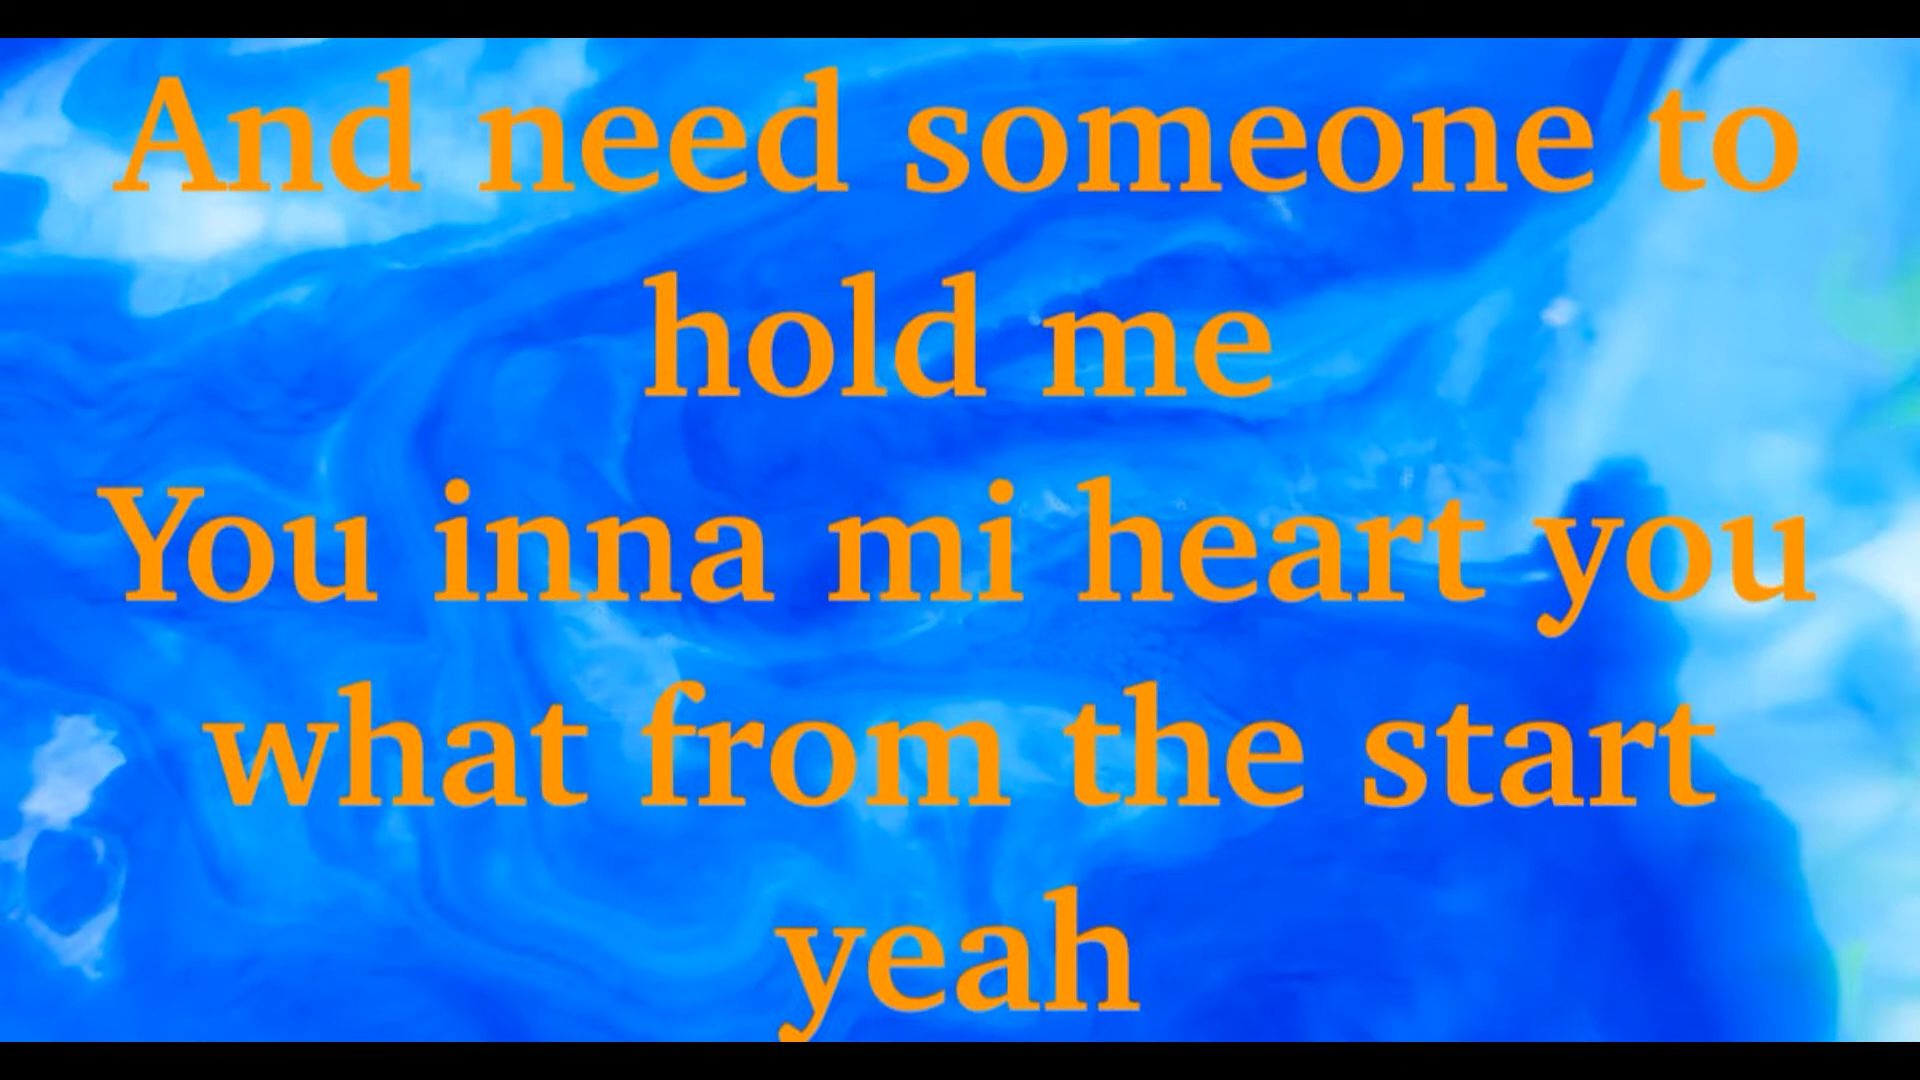 And need someone to
hold me
You inna mi heart you
what from the start
yeah